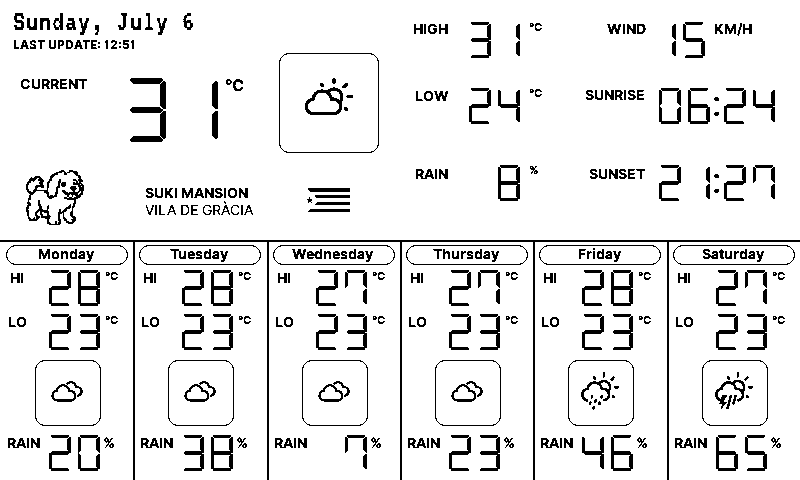 Sunday, July 6
LAST UPDATE: 12:51
CURRENT 31 °C
HIGH 31 °C
WIND 15 KM/H
LOW 24 °C
SUNRISE 06:24
RAIN 8 %
SUNSET 21:27
SUKI MANSION
VILA DE GRÀCIA
Monday
HI 28 °C
LO 23 °C
RAIN 20 %
Tuesday
HI 28 °C
LO 23 °C
RAIN 38 %
Wednesday
HI 27 °C
LO 23 °C
RAIN 7 %
Thursday
HI 27 °C
LO 23 °C
RAIN 23 %
Friday
HI 28 °C
LO 23 °C
RAIN 46 %
Saturday
HI 27 °C
LO 23 °C
RAIN 65 %